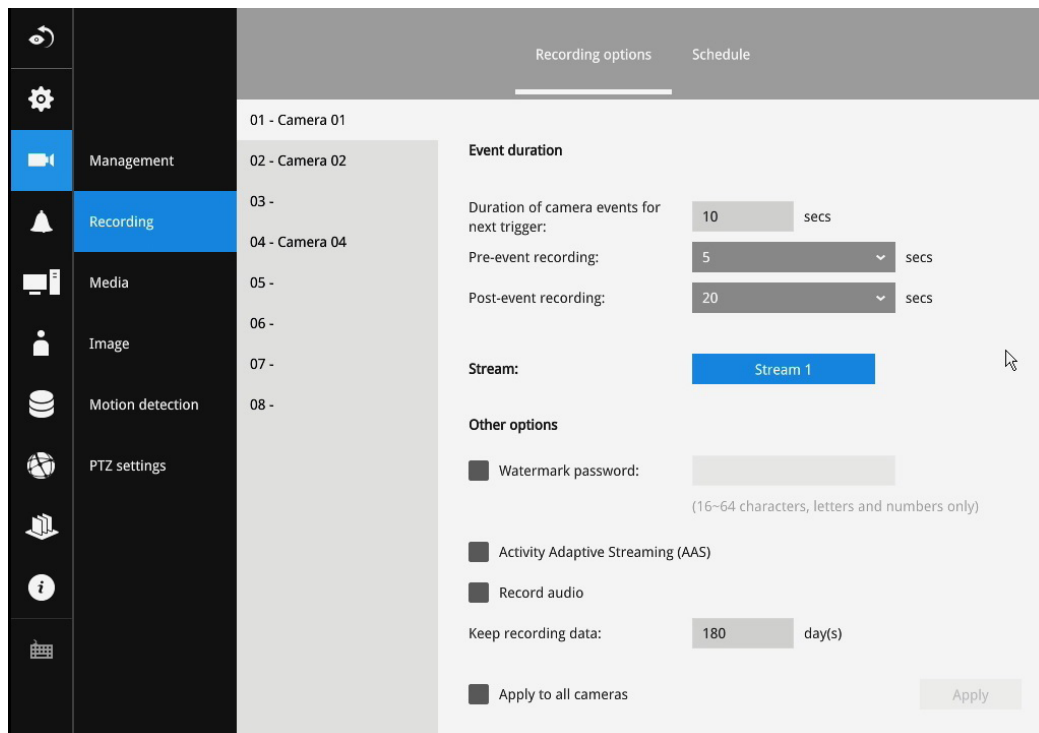 Recording options
Schedule
Management
Recording
Media
Image
Motion detection
PTZ settings
01 - Camera 01
02 - Camera 02
03 -
04 - Camera 04
05 -
06 -
07 -
08 -
Event duration
Duration of camera events for
next trigger:
10 secs
Pre-event recording: 5 secs
Post-event recording: 20 secs
Stream: Stream 1
Other options
Watermark password:
(16~64 characters, letters and numbers only)
Activity Adaptive Streaming (AAS)
Record audio
Keep recording data: 180 day(s)
Apply to all cameras
Apply